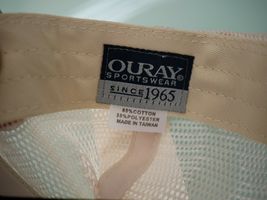 OURAY
SPORTSWEAR
SINCE 1965
65% COTTON
35% POLYESTER
MADE IN TAIWAN